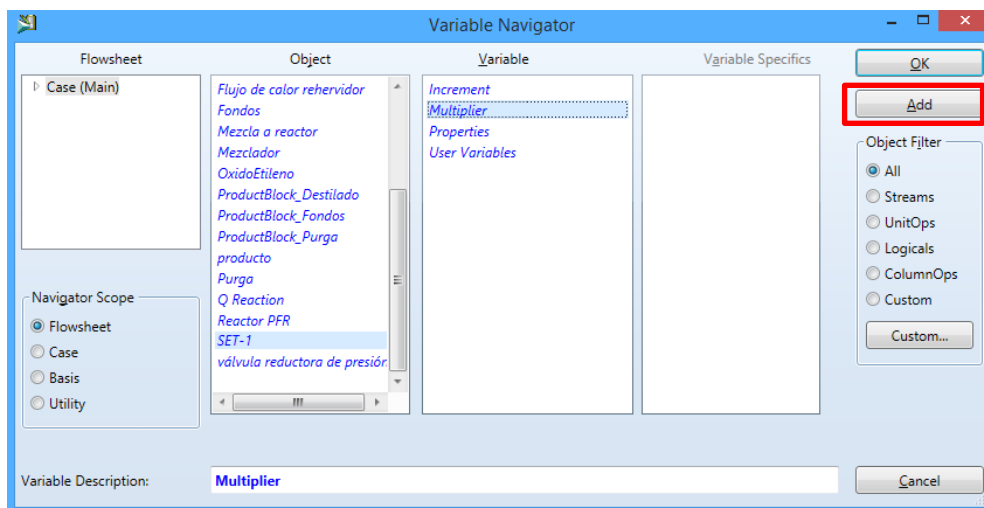 Variable Navigator
Flowsheet
Case (Main)
Navigator Scope
Flowsheet
Case
Basis
Utility
Object
Flujo de calor rehervidor
Fondos
Mezcla a reactor
Mezclador
OxidoEtileno
ProductBlock_Destilado
ProductBlock_Fondos
ProductBlock_Purga
producto
Purga
Q Reaction
Reactor PFR
SET-1
válvula reductora de presión
Variable
Increment
Multiplier
Properties
User Variables
Variable Specifics
OK
Add
Object Filter
All
Streams
UnitOps
Logicals
ColumnOps
Custom
Custom...
Variable Description:
Multiplier
Cancel